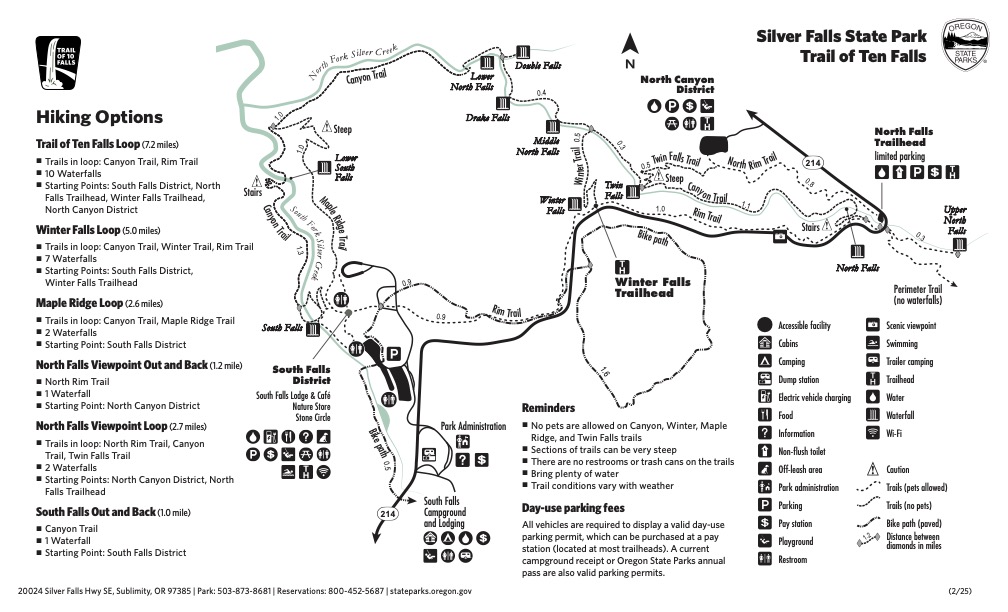 TRAIL
OF 10
FALLS
Silver Falls State Park
Trail of Ten Falls
OREGON
STATE
PARKS
Hiking Options
Trail of Ten Falls Loop (7.2 miles)
■ Trails in loop: Canyon Trail, Rim Trail
■ 10 Waterfalls
■ Starting Points: South Falls District, North
Falls Trailhead, Winter Falls Trailhead,
North Canyon District
Winter Falls Loop (5.0 miles)
■ Trails in loop: Canyon Trail, Winter Trail, Rim Trail
■ 7 Waterfalls
■ Starting Points: South Falls District,
Winter Falls Trailhead
Maple Ridge Loop (2.6 miles)
■ Trails in loop: Canyon Trail, Maple Ridge Trail
■ 2 Waterfalls
■ Starting Point: South Falls District
North Falls Viewpoint Out and Back (1.2 mile)
■ North Rim Trail
■ 1 Waterfall
■ Starting Point: North Canyon District
North Falls Viewpoint Loop (2.7 miles)
■ Trails in loop: North Rim Trail, Canyon
Trail, Twin Falls Trail
■ 2 Waterfalls
■ Starting Points: North Canyon District, North
Falls Trailhead
South Falls Out and Back (1.0 mile)
■ Canyon Trail
■ 1 Waterfall
■ Starting Point: South Falls District
North Fork Silver Creek
Canyon Trail
Lower
North Falls
Double Falls
Drake Falls
0.4
Middle
North Falls
N
North Canyon
District
1.0
Steep
1.0
Lower
South
Falls
Stairs
Canyon Trail
South Fork Silver Creek
Maple Ridge Trail
1.3
Winter Trail
0.5
0.3
0.5
Twin Falls Trail
Steep
North Rim Trail
0.8
214
North Falls
Trailhead
limited parking
Twin
Falls
Winter
Falls
Canyon Trail
1.1
1.0
Rim Trail
Stairs
North Falls
Upper
North
Falls
0.3
Perimeter Trail
(no waterfalls)
Bike path
Winter Falls
Trailhead
1.6
0.9
0.9
Rim Trail
South Falls
P
South Falls
District
South Falls Lodge & Café
Nature Store
Stone Circle
Bike path
0.5
Park Administration
214
South Falls
Campground
and Lodging
Reminders
■ No pets are allowed on Canyon, Winter, Maple
Ridge, and Twin Falls trails
■ Sections of trails can be very steep
■ There are no restrooms or trash cans on the trails
■ Bring plenty of water
■ Trail conditions vary with weather
Day-use parking fees
All vehicles are required to display a valid day-use
parking permit, which can be purchased at a pay
station (located at most trailheads). A current
campground receipt or Oregon State Parks annual
pass are also valid parking permits.
Accessible facility
Cabins
Camping
Dump station
Electric vehicle charging
Food
Information
Non-flush toilet
Off-leash area
Park administration
Parking
Pay station
Playground
Restroom
Scenic viewpoint
Swimming
Trailer camping
Trailhead
Water
Waterfall
Wi-Fi
Caution
Trails (pets allowed)
Trails (no pets)
Bike path (paved)
1.3
Distance between
diamonds in miles
20024 Silver Falls Hwy SE, Sublimity, OR 97385 | Park: 503-873-8681 | Reservations: 800-452-5687 | stateparks.oregon.gov
(2/25)